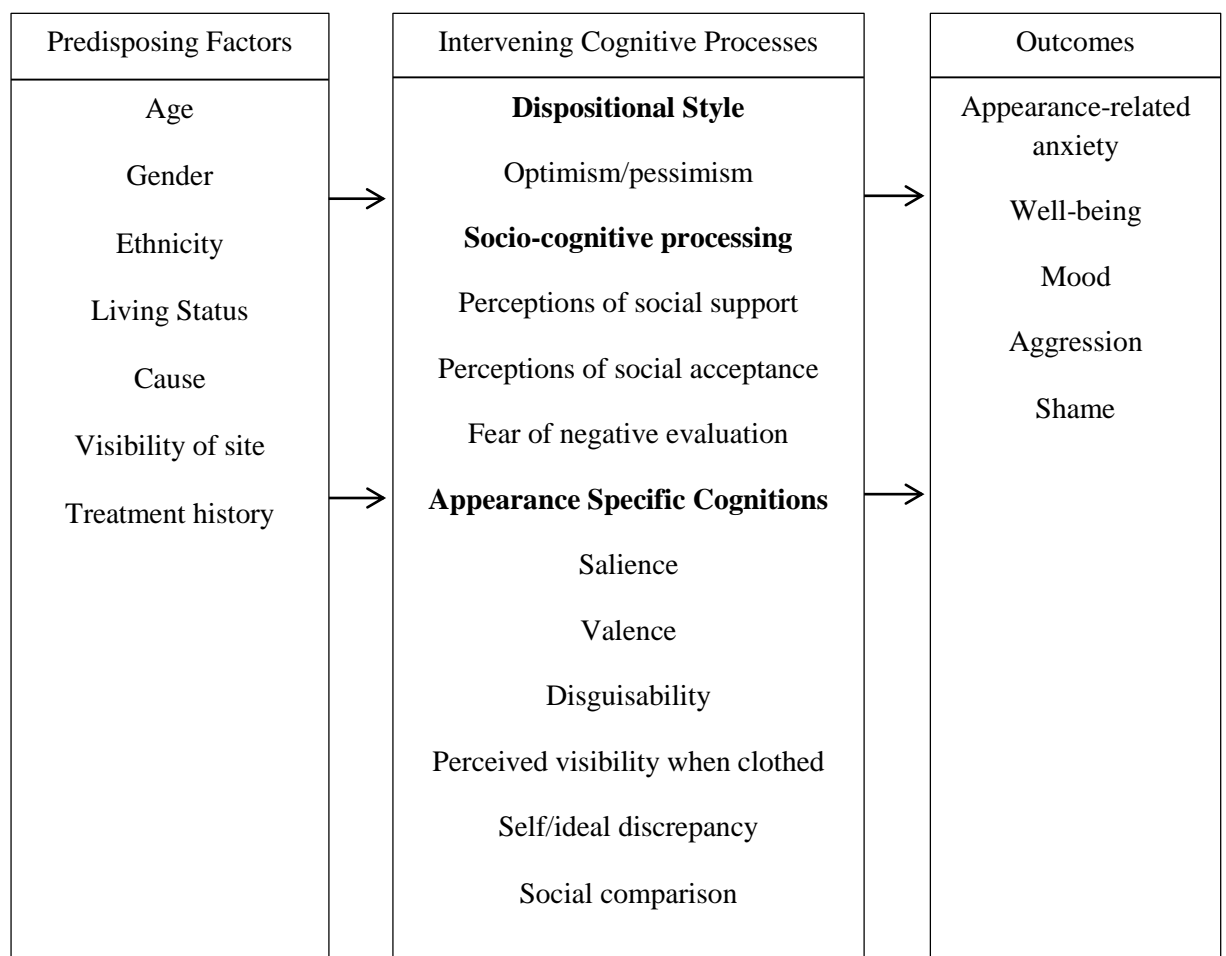 Predisposing Factors
Age
Gender
Ethnicity
Living Status
Cause
Visibility of site
Treatment history
Intervening Cognitive Processes
Dispositional Style
Optimism/pessimism
Socio-cognitive processing
Perceptions of social support
Perceptions of social acceptance
Fear of negative evaluation
Appearance Specific Cognitions
Salience
Valence
Disguisability
Perceived visibility when clothed
Self/ideal discrepancy
Social comparison
Outcomes
Appearance-related
anxiety
Well-being
Mood
Aggression
Shame